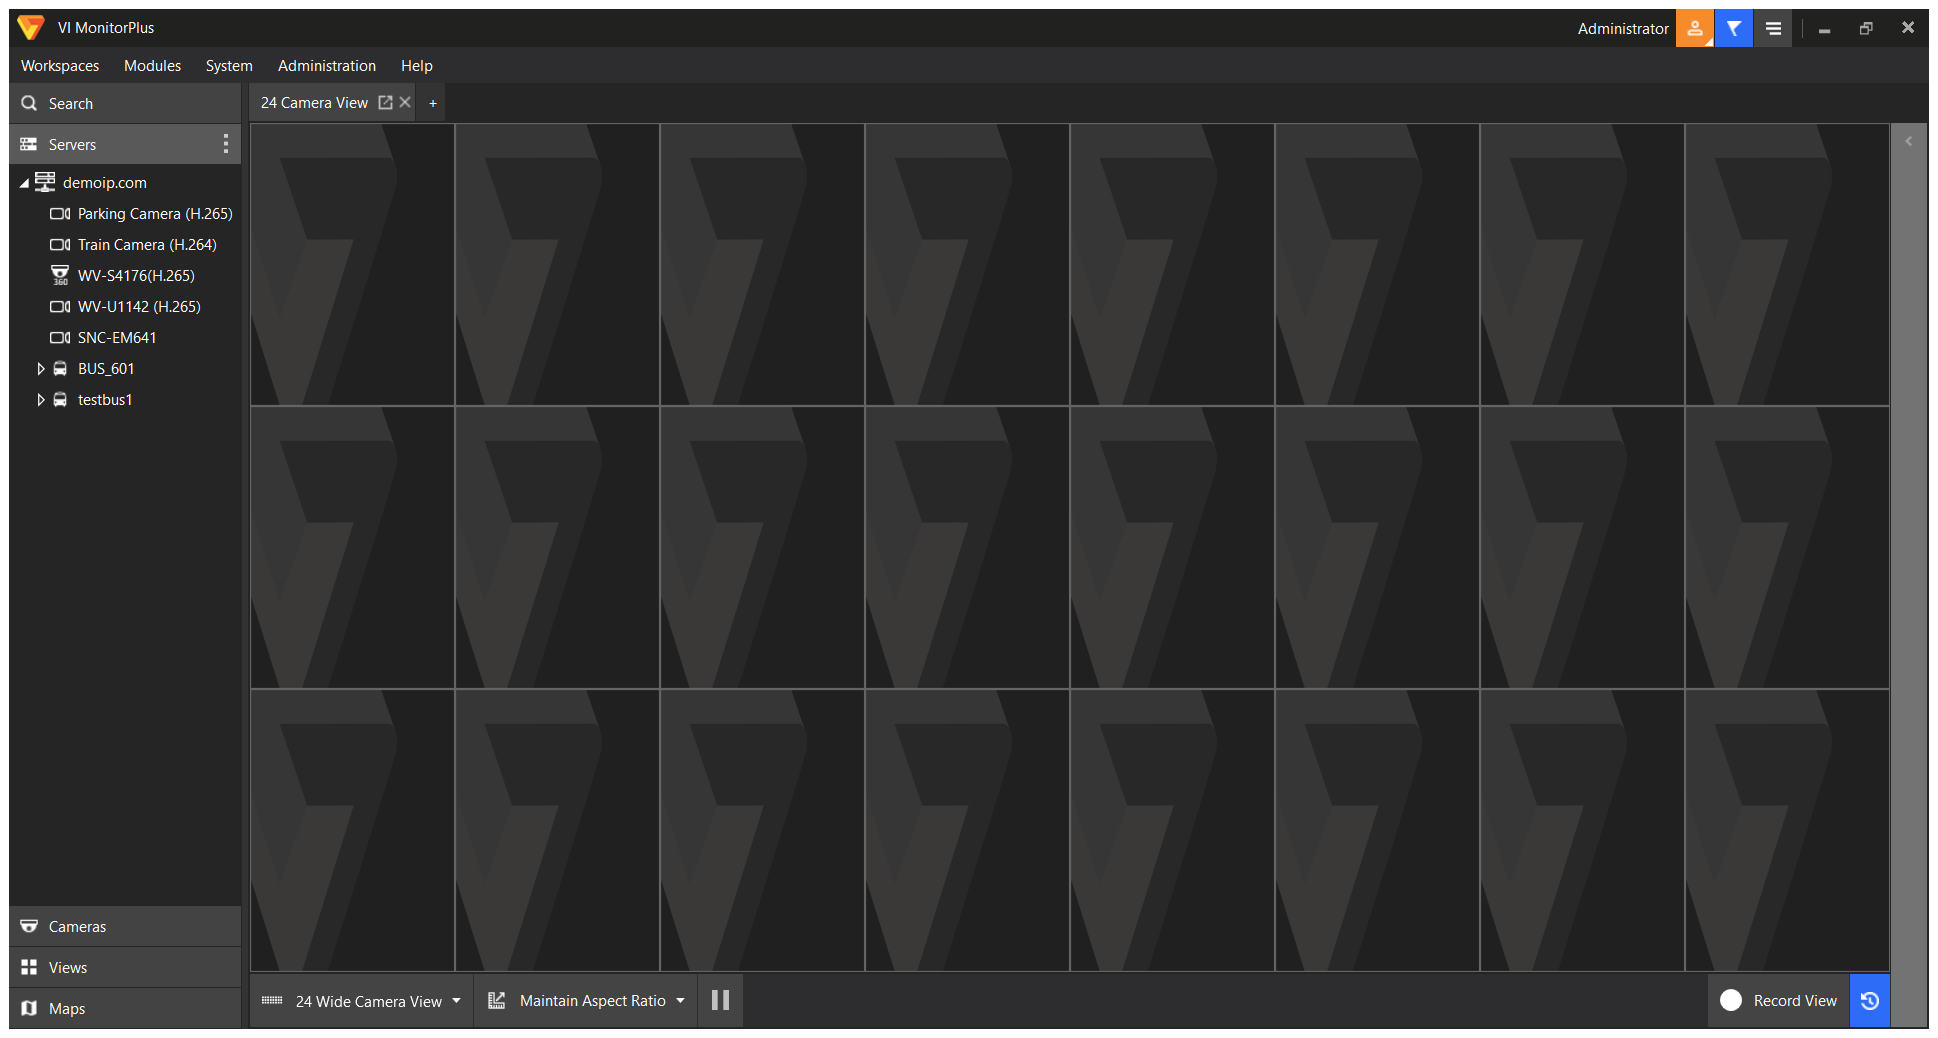 VI MonitorPlus
Administrator
Workspaces Modules System Administration Help
Search
24 Camera View +
Servers
demoip.com
Parking Camera (H.265)
Train Camera (H.264)
360
WV-S4176(H.265)
WV-U1142 (H.265)
SNC-EM641
BUS_601
testbus1
Cameras
Views
Maps
24 Wide Camera View
Maintain Aspect Ratio
Record View